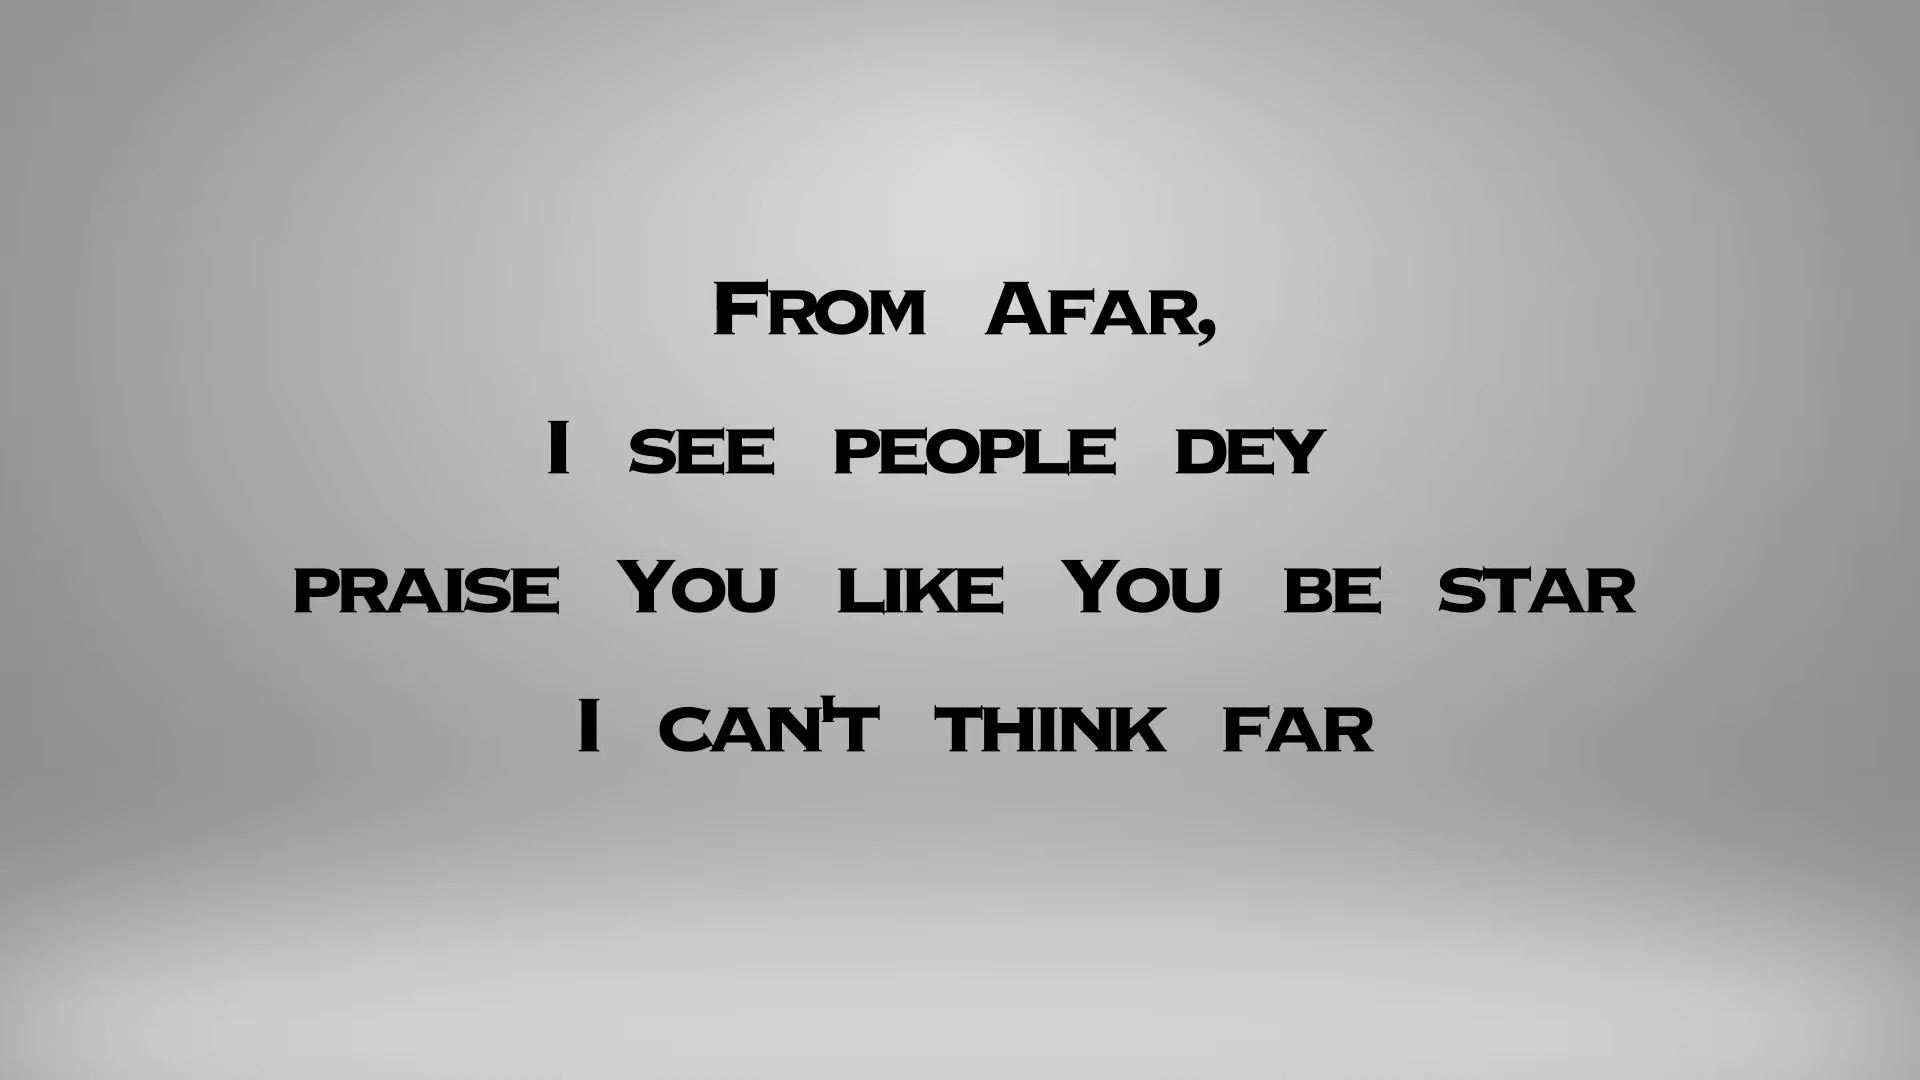 From Afar,
I see people dey
praise You like You be star
I can't think far